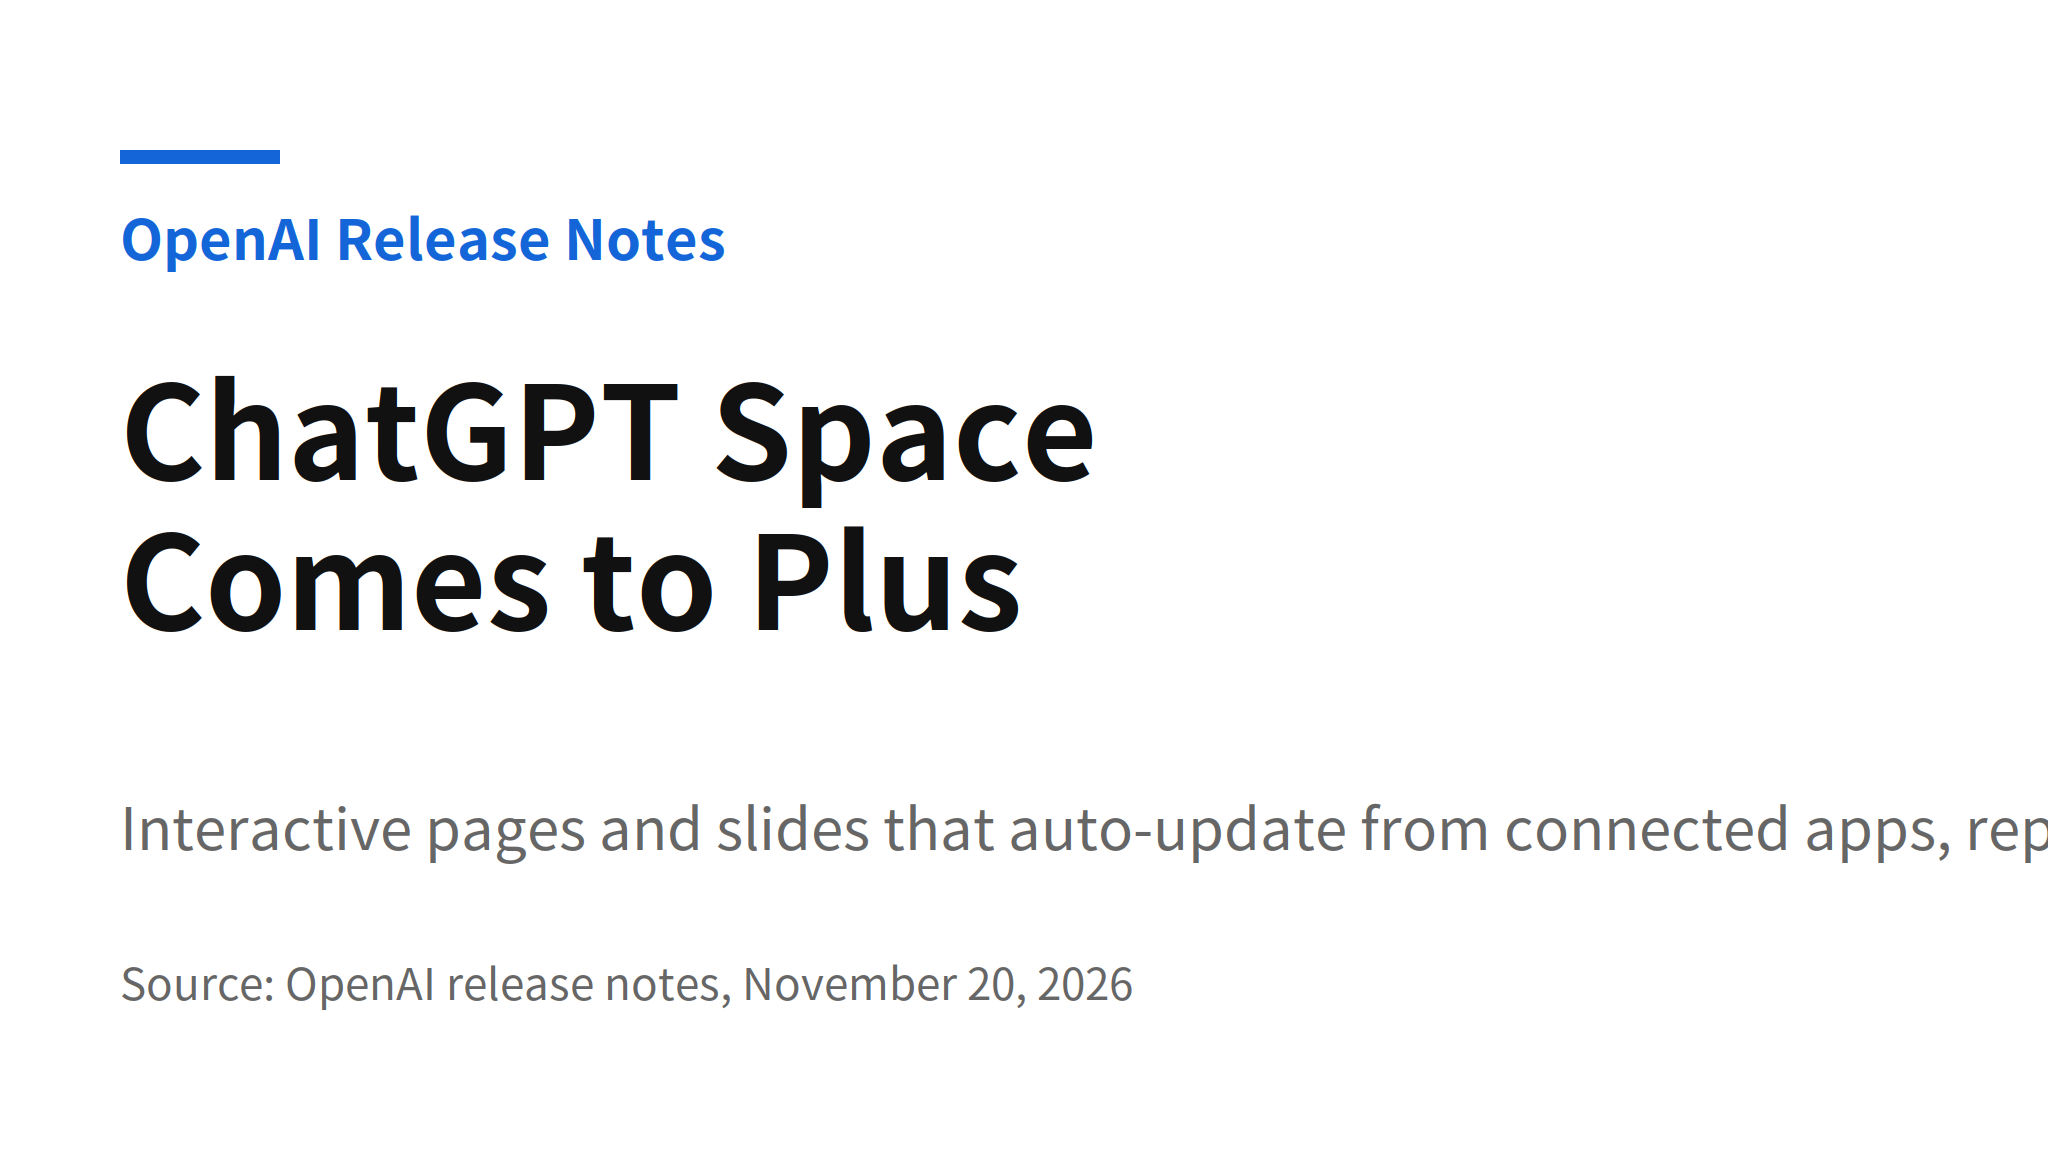 OpenAI Release Notes
ChatGPT Space
Comes to Plus
Interactive pages and slides that auto-update from connected apps, rep
Source: OpenAI release notes, November 20, 2026